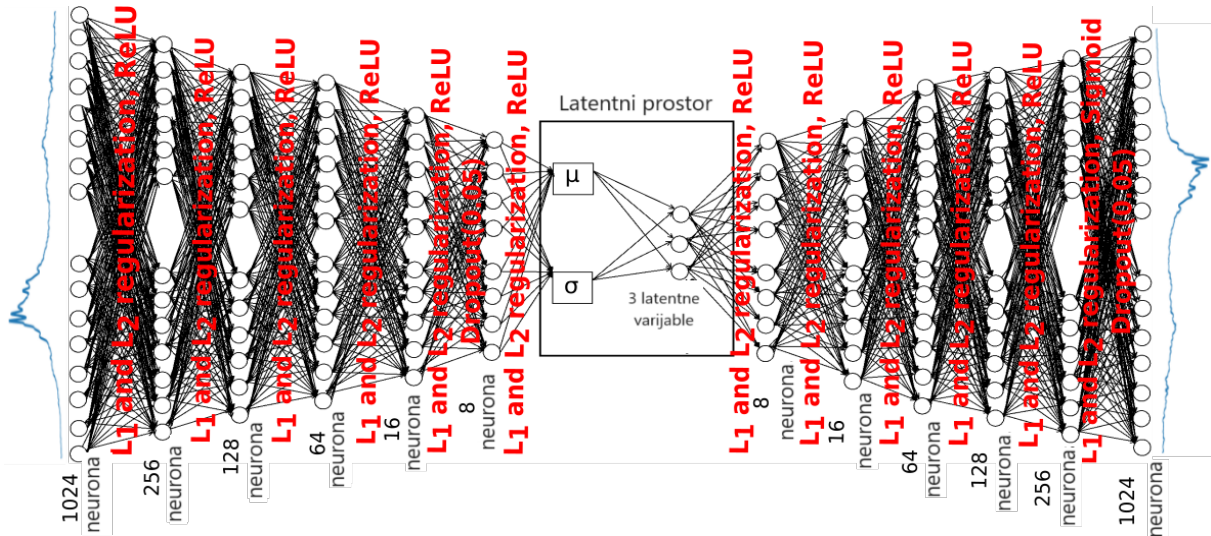 L1 and L2 regularization, ReLU
L1 and L2 regularization, ReLU
L1 and L2 regularization, ReLU
L1 and L2 regularization, ReLU
L1 and L2 regularization, ReLU
Dropout(0.05)
L1 and L2 regularization, ReLU
Latentni prostor
μ
σ
3 latentne
varijable
L1 and L2 regularization, ReLU
L1 and L2 regularization, ReLU
L1 and L2 regularization, ReLU
L1 and L2 regularization, ReLU
L1 and L2 regularization, ReLU
L1 and L2 regularization, Sigmoid
Dropout(0.05)
1024
neurona
256
neurona
128
neurona
64
neurona
16
neurona
8
neurona
8
neurona
16
neurona
64
neurona
128
neurona
256
neurona
1024
neurona